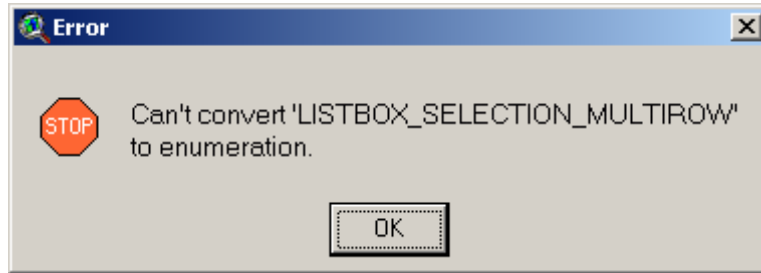 Error
STOP
Can't convert 'LISTBOX_SELECTION_MULTIROW"
to enumeration.
OK